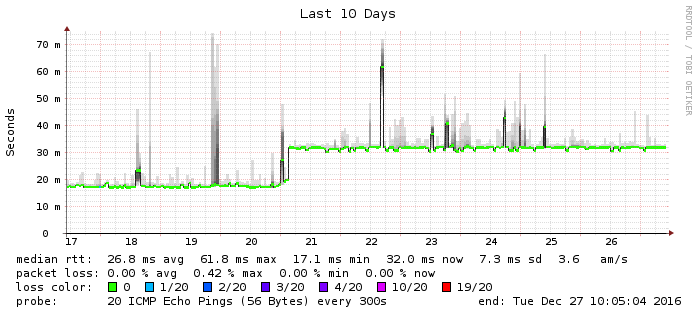 Last 10 Days
RRDTOOL / TOBI OETIKER
Seconds
70 m
60 m
50 m
40 m
30 m
20 m
10 m
0
17 18 19 20 21 22 23 24 25 26
median rtt: 26.8 ms avg 61.8 ms max 17.1 ms min 32.0 ms now 7.3 ms sd 3.6 am/s
packet loss: 0.00 % avg 0.42 % max 0.00 % min 0.00 % now
loss color: 0 1/20 2/20 3/20 4/20 10/20 19/20
probe: 20 ICMP Echo Pings (56 Bytes) every 300s end: Tue Dec 27 10:05:04 2016